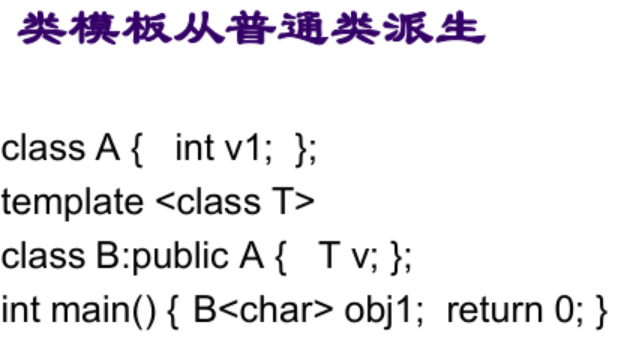 类模板从普通类派生
class A {   int v1;  };
template <class T>
class B:public A {   T v; };
int main() { B<char> obj1;  return 0; }